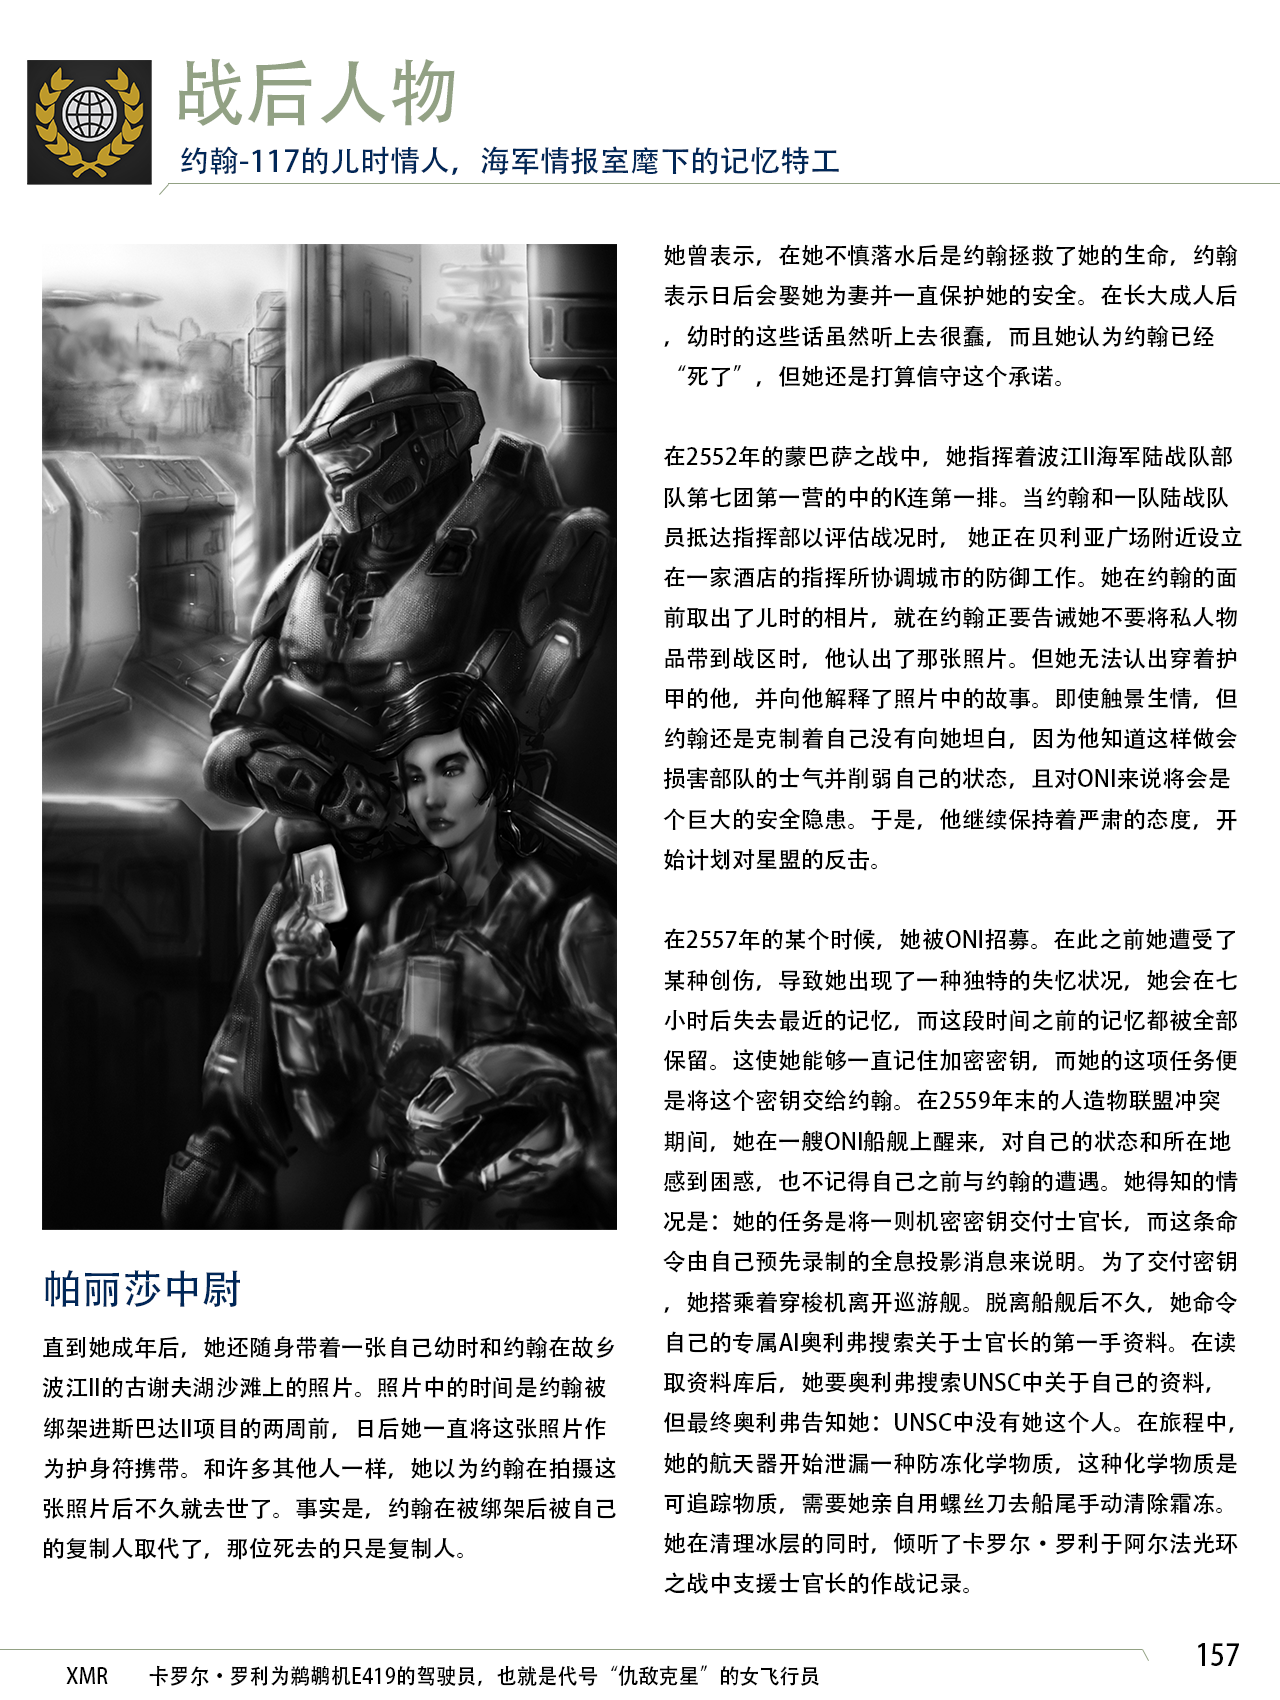 战后人物
约翰-117的儿时情人，海军情报室麾下的记忆特工
帕丽莎中尉
直到她成年后，她还随身带着一张自己幼时和约翰在故乡
波江II的古谢夫湖沙滩上的照片。照片中的时间是约翰被
绑架进斯巴达II项目的两周前，日后她一直将这张照片作
为护身符携带。和许多其他人一样，她以为约翰在拍摄这
张照片后不久就去世了。事实是，约翰在被绑架后被自己
的复制人取代了，那位死去的只是复制人。
她曾表示，在她不慎落水后是约翰拯救了她的生命，约翰
表示日后会娶她为妻并一直保护她的安全。在长大成人后
，幼时的这些话虽然听上去很蠢，而且她认为约翰已经
“死了”，但她还是打算信守这个承诺。
在2552年的蒙巴萨之战中，她指挥着波江II海军陆战队部
队第七团第一营的中的K连第一排。当约翰和一队陆战队
员抵达指挥部以评估战况时， 她正在贝利亚广场附近设立
在一家酒店的指挥所协调城市的防御工作。她在约翰的面
前取出了儿时的相片，就在约翰正要告诫她不要将私人物
品带到战区时，他认出了那张照片。但她无法认出穿着护
甲的他，并向他解释了照片中的故事。即使触景生情，但
约翰还是克制着自己没有向她坦白，因为他知道这样做会
损害部队的士气并削弱自己的状态，且对ONI来说将会是
个巨大的安全隐患。于是，他继续保持着严肃的态度，开
始计划对星盟的反击。
在2557年的某个时候，她被ONI招募。在此之前她遭受了
某种创伤，导致她出现了一种独特的失忆状况，她会在七
小时后失去最近的记忆，而这段时间之前的记忆都被全部
保留。这使她能够一直记住加密密钥，而她的这项任务便
是将这个密钥交给约翰。在2559年末的人造物联盟冲突
期间，她在一艘ONI船舰上醒来，对自己的状态和所在地
感到困惑，也不记得自己之前与约翰的遭遇。她得知的情
况是：她的任务是将一则机密密钥交付士官长，而这条命
令由自己预先录制的全息投影消息来说明。为了交付密钥
，她搭乘着穿梭机离开巡游舰。脱离船舰后不久，她命令
自己的专属AI奥利弗搜索关于士官长的第一手资料。在读
取资料库后，她要奥利弗搜索UNSC中关于自己的资料，
但最终奥利弗告知她：UNSC中没有她这个人。在旅程中，
她的航天器开始泄漏一种防冻化学物质，这种化学物质是
可追踪物质，需要她亲自用螺丝刀去船尾手动清除霜冻。
她在清理冰层的同时，倾听了卡罗尔·罗利于阿尔法光环
之战中支援士官长的作战记录。
157
XMR 卡罗尔·罗利为鹈鹕机E419的驾驶员，也就是代号“仇敌克星”的女飞行员